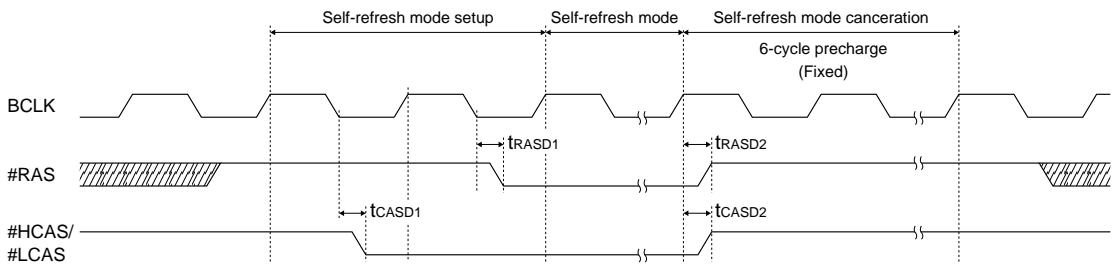 Self-refresh mode setup
Self-refresh mode
Self-refresh mode canceration
6-cycle precharge
(Fixed)
BCLK
tRASD1
tRASD2
#RAS
tCASD1
tCASD2
#HCAS/
#LCAS